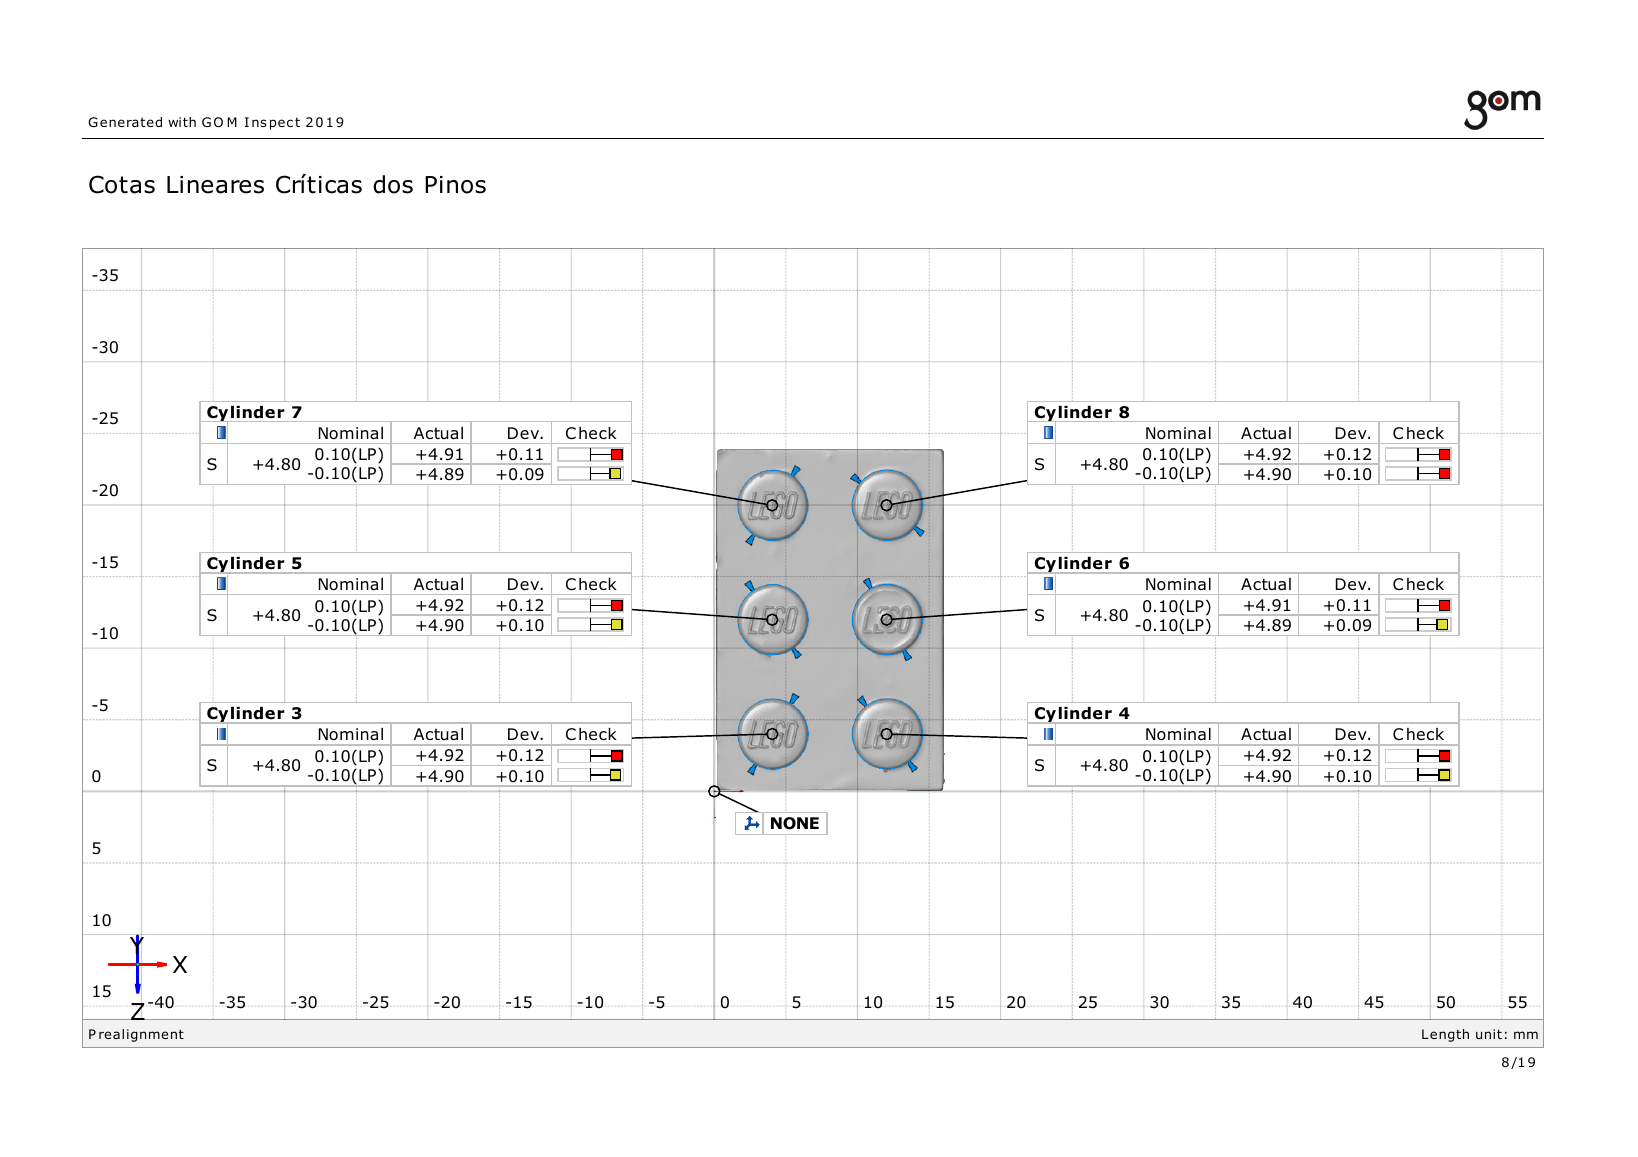 gom
Generated with GOM Inspect 2019
Cotas Lineares Críticas dos Pinos
-35
-30
-25
-20
-15
-10
-5
0
5
10
15
Cylinder 7
Nominal Actual Dev. Check
S +4.80 0.10(LP) +4.91 +0.11
-0.10(LP) +4.89 +0.09
Cylinder 8
Nominal Actual Dev. Check
S +4.80 0.10(LP) +4.92 +0.12
-0.10(LP) +4.90 +0.10
Cylinder 5
Nominal Actual Dev. Check
S +4.80 0.10(LP) +4.92 +0.12
-0.10(LP) +4.90 +0.10
Cylinder 6
Nominal Actual Dev. Check
S +4.80 0.10(LP) +4.91 +0.11
-0.10(LP) +4.89 +0.09
Cylinder 3
Nominal Actual Dev. Check
S +4.80 0.10(LP) +4.92 +0.12
-0.10(LP) +4.90 +0.10
Cylinder 4
Nominal Actual Dev. Check
S +4.80 0.10(LP) +4.92 +0.12
-0.10(LP) +4.90 +0.10
LEGO LEGO
LEGO LEGO
LEGO LEGO
NONE
Y
X
Z
-40 -35 -30 -25 -20 -15 -10 -5 0 5 10 15 20 25 30 35 40 45 50 55
Prealignment Length unit: mm
8/19